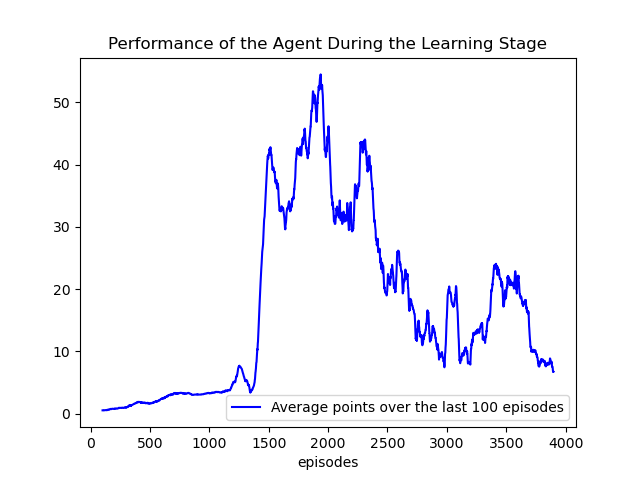 Performance of the Agent During the Learning Stage
50
40
30
20
10
0
Average points over the last 100 episodes
0 500 1000 1500 2000 2500 3000 3500 4000
episodes